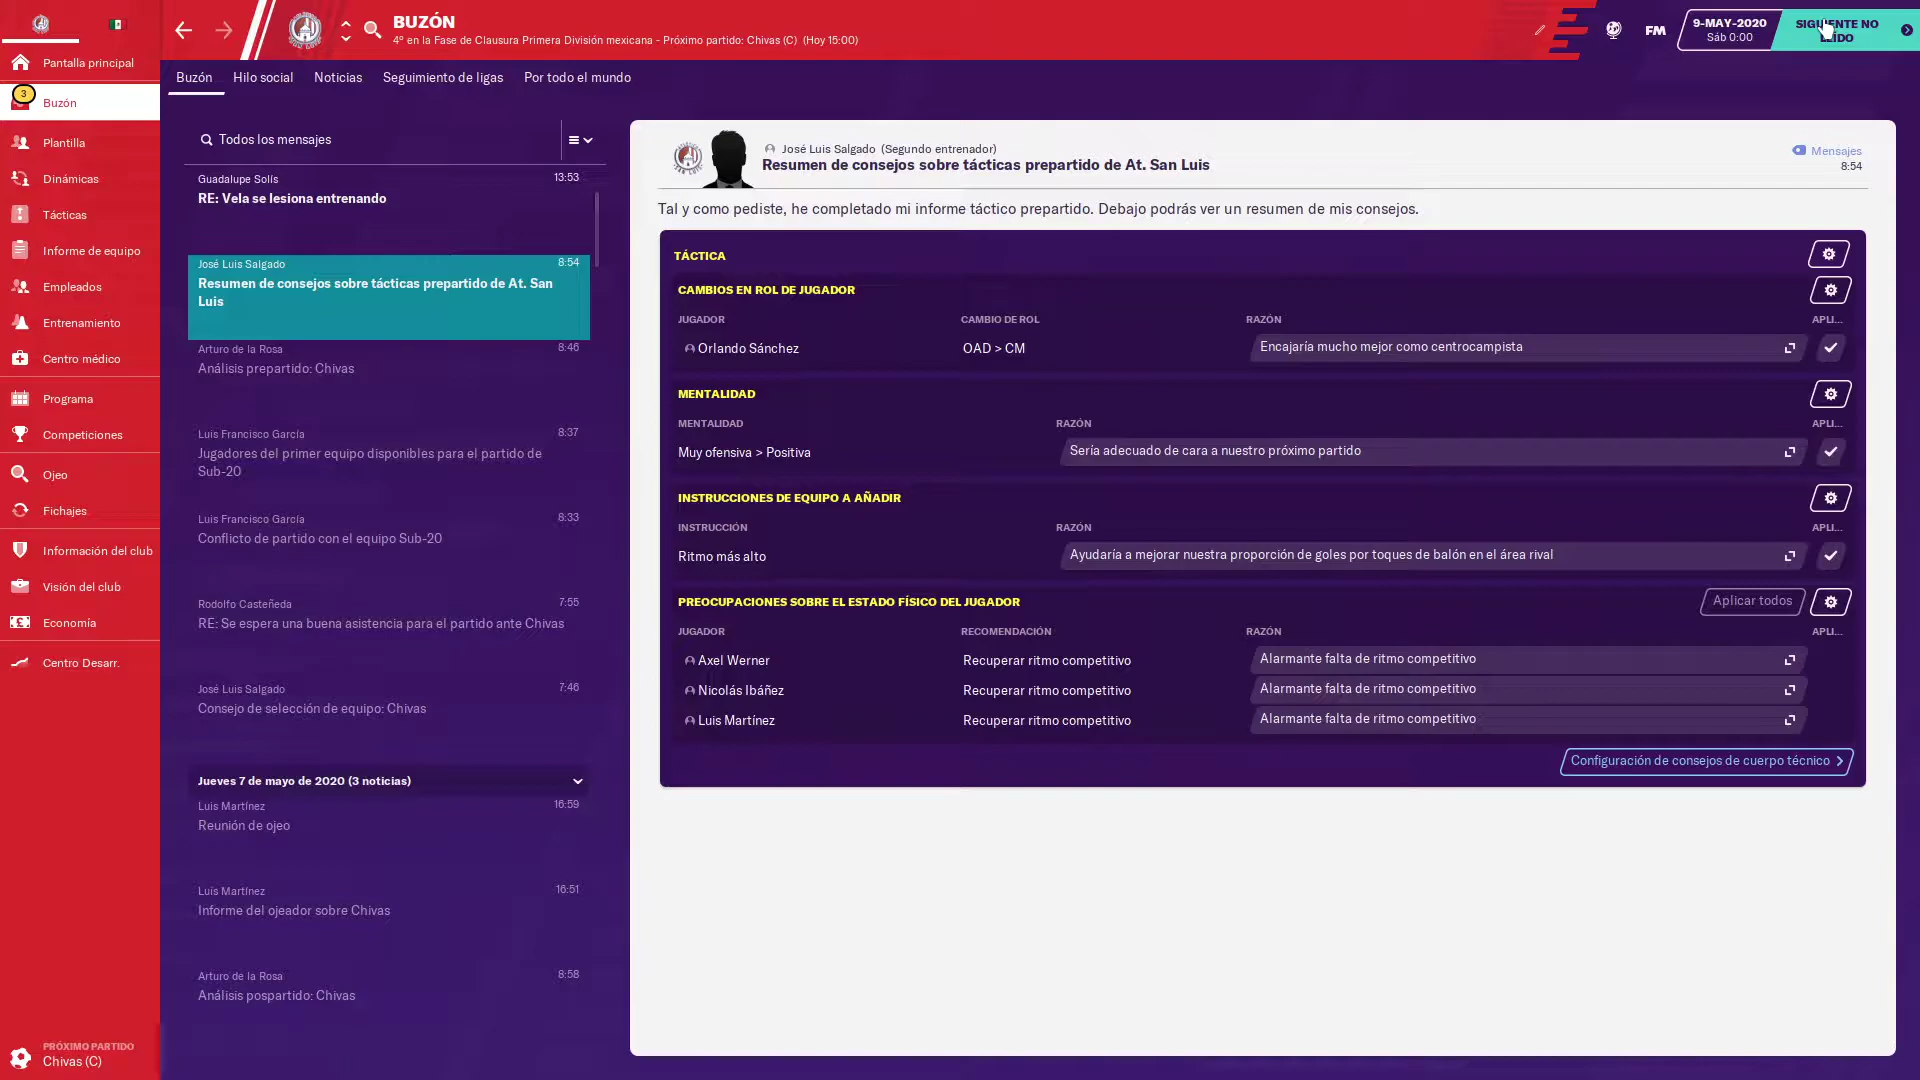 BUZÓN
4º en la Fase de Clausura Primera División mexicana - Próximo partido: Chivas (C) (Hoy 15:00)
FM
9-MAY-2020
Sáb 0:00
SIGUIENTE NO
LEÍDO
Pantalla principal
3
Buzón
Plantilla
Dinámicas
Tácticas
Informe de equipo
Empleados
Entrenamiento
Centro médico
Programa
Competiciones
Ojeo
Fichajes
Información del club
Visión del club
Economía
Centro Desarr.
PRÓXIMO PARTIDO
Chivas (C)
Buzón Hilo social Noticias Seguimiento de ligas Por todo el mundo
Todos los mensajes
Guadalupe Solís 13:53
RE: Vela se lesiona entrenando
José Luis Salgado 8:54
Resumen de consejos sobre tácticas prepartido de At. San
Luis
Arturo de la Rosa 8:46
Análisis prepartido: Chivas
Luis Francisco García 8:37
Jugadores del primer equipo disponibles para el partido de
Sub-20
Luis Francisco García 8:33
Conflicto de partido con el equipo Sub-20
Rodolfo Casteñeda 7:55
RE: Se espera una buena asistencia para el partido ante Chivas
José Luis Salgado 7:46
Consejo de selección de equipo: Chivas
Jueves 7 de mayo de 2020 (3 noticias)
Luis Martínez 16:59
Reunión de ojeo
Luis Martínez 16:51
Informe del ojeador sobre Chivas
Arturo de la Rosa 8:58
Análisis pospartido: Chivas
José Luis Salgado (Segundo entrenador)
Resumen de consejos sobre tácticas prepartido de At. San Luis
Mensajes
8:54
Tal y como pediste, he completado mi informe táctico prepartido. Debajo podrás ver un resumen de mis consejos.
TÁCTICA
CAMBIOS EN ROL DE JUGADOR
JUGADOR CAMBIO DE ROL RAZÓN APLI...
Orlando Sánchez OAD > CM Encajaría mucho mejor como centrocampista
MENTALIDAD
MENTALIDAD RAZÓN APLI...
Muy ofensiva > Positiva Sería adecuado de cara a nuestro próximo partido
INSTRUCCIONES DE EQUIPO A AÑADIR
INSTRUCCIÓN RAZÓN APLI...
Ritmo más alto Ayudaría a mejorar nuestra proporción de goles por toques de balón en el área rival
PREOCUPACIONES SOBRE EL ESTADO FÍSICO DEL JUGADOR Aplicar todos
JUGADOR RECOMENDACIÓN RAZÓN APLI...
Axel Werner Recuperar ritmo competitivo Alarmante falta de ritmo competitivo
Nicolás Ibáñez Recuperar ritmo competitivo Alarmante falta de ritmo competitivo
Luis Martínez Recuperar ritmo competitivo Alarmante falta de ritmo competitivo
Configuración de consejos de cuerpo técnico